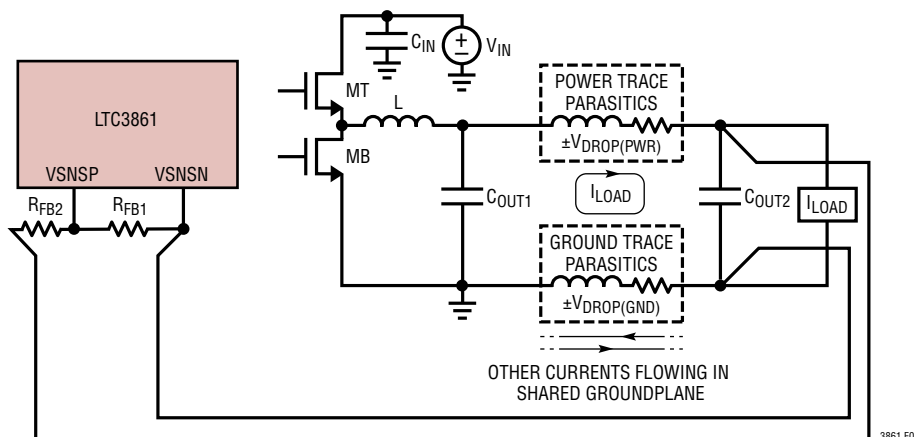 C_IN
V_IN
MT
L
MB
LTC3861
VSNSP
VSNSN
R_FB2
R_FB1
C_OUT1
POWER TRACE
PARASITICS
±V_DROP(PWR)
I_LOAD
GROUND TRACE
PARASITICS
±V_DROP(GND)
C_OUT2
I_LOAD
OTHER CURRENTS FLOWING IN
SHARED GROUNDPLANE